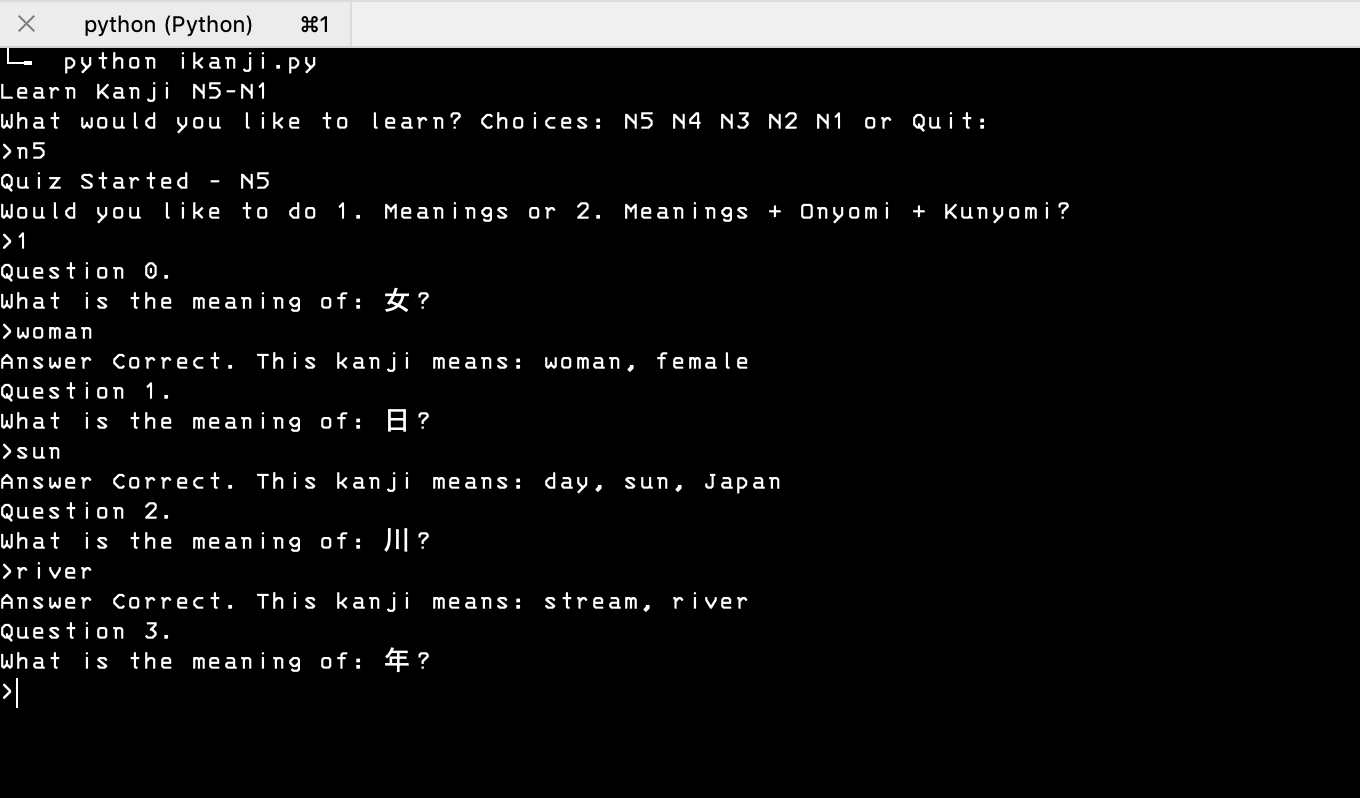 python (Python) ⌘1
python ikanji.py
Learn Kanji N5-N1
What would you like to learn? Choices: N5 N4 N3 N2 N1 or Quit:
>n5
Quiz Started - N5
Would you like to do 1. Meanings or 2. Meanings + Onyomi + Kunyomi?
>1
Question 0.
What is the meaning of: 女?
>woman
Answer Correct. This kanji means: woman, female
Question 1.
What is the meaning of: 日?
>sun
Answer Correct. This kanji means: day, sun, Japan
Question 2.
What is the meaning of: 川?
>river
Answer Correct. This kanji means: stream, river
Question 3.
What is the meaning of: 年?
>